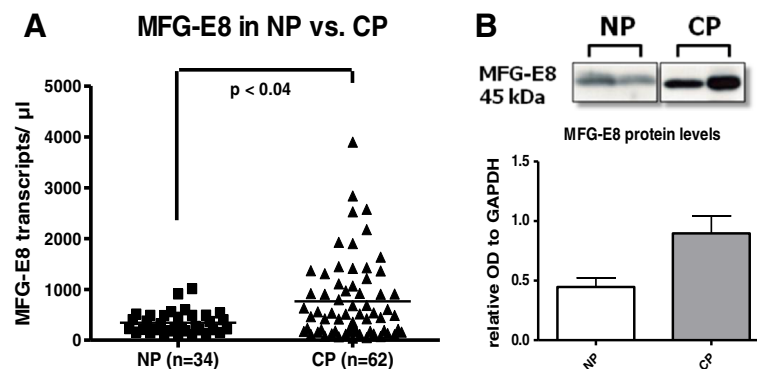 A
MFG-E8 in NP vs. CP
MFG-E8 transcripts/ µl
5000
4000
3000
2000
1000
0
p < 0.04
NP (n=34)
CP (n=62)
B
NP
CP
MFG-E8
45 kDa
MFG-E8 protein levels
relative OD to GAPDH
1.5
1.0
0.5
0.0
NP
CP